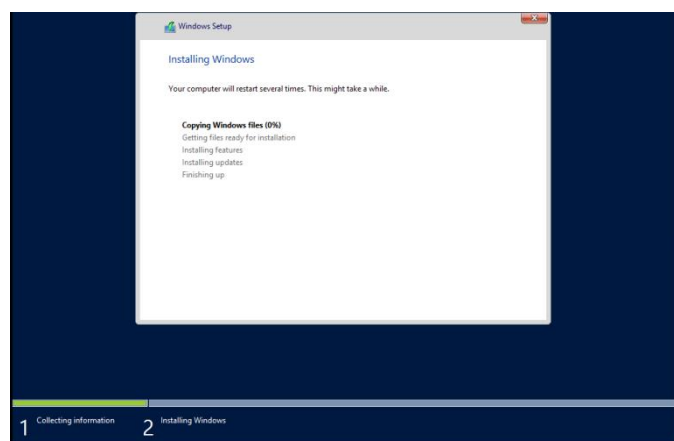 Windows Setup
Installing Windows
Your computer will restart several times. This might take a while.
Copying Windows files (0%)
Getting files ready for installation
Installing features
Installing updates
Finishing up
1 Collecting information
2 Installing Windows